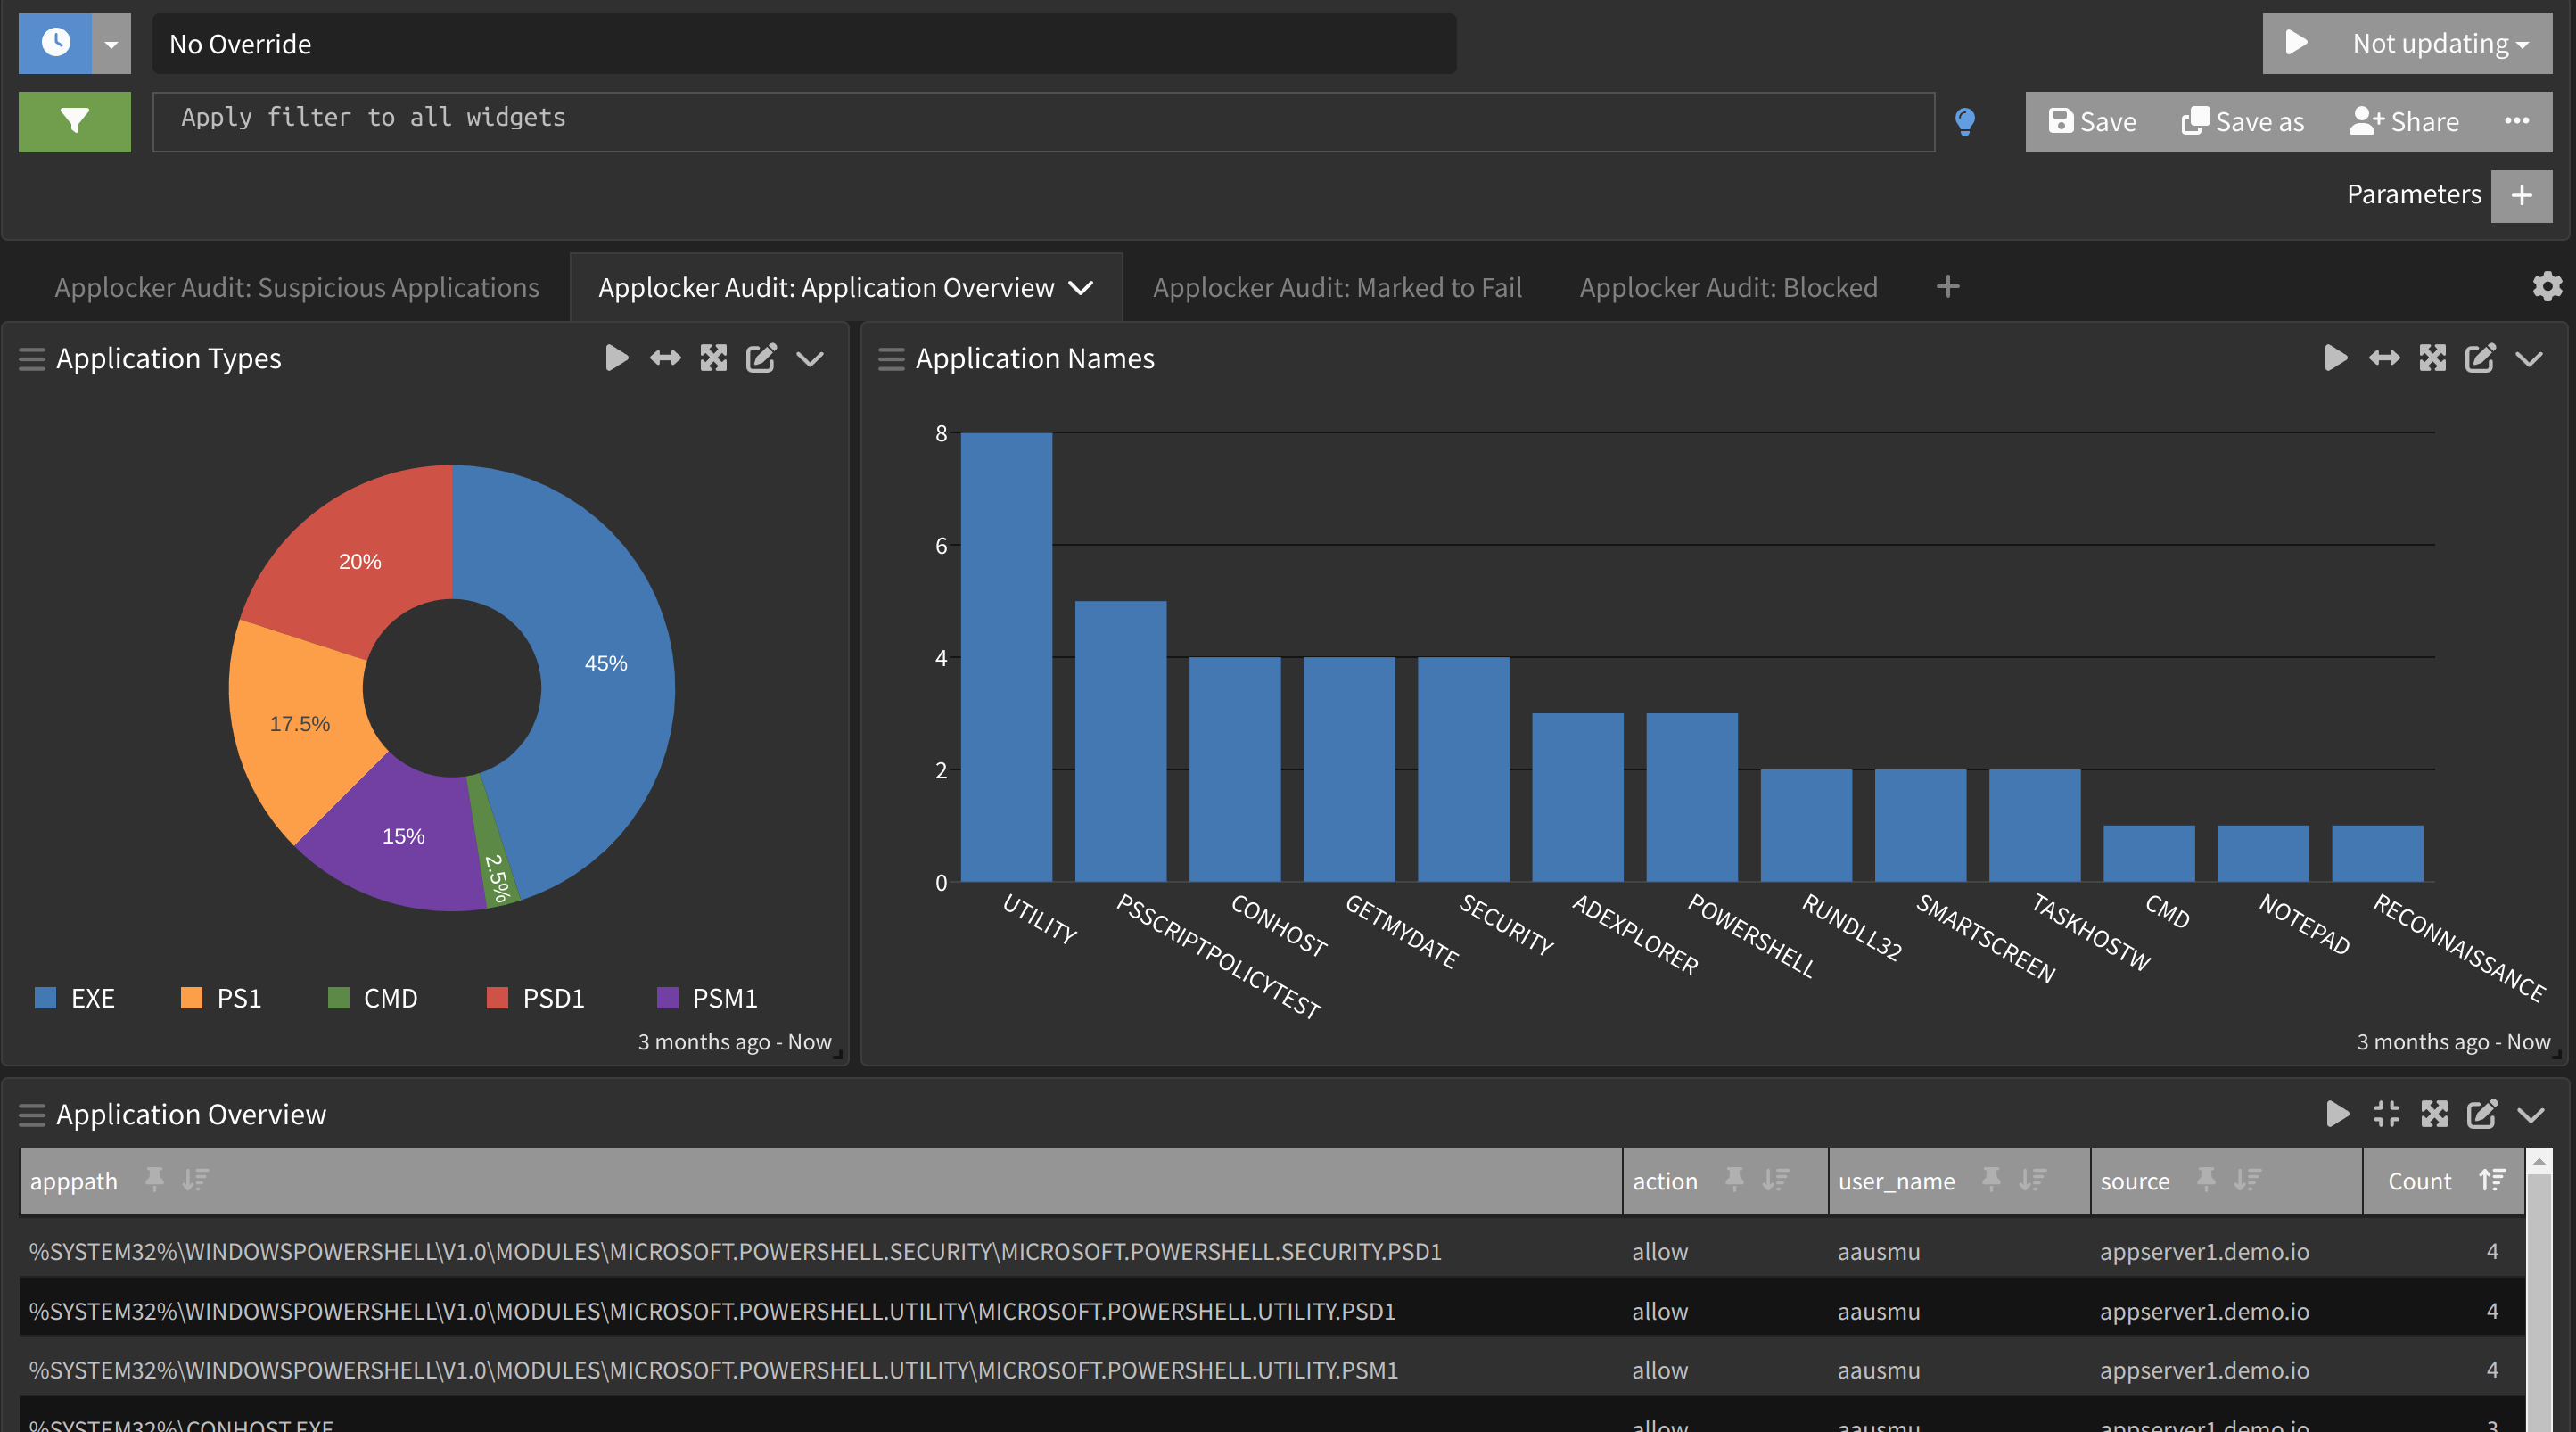 No Override
Not updating
Apply filter to all widgets
Save
Save as
Share
Parameters
Applocker Audit: Suspicious Applications
Applocker Audit: Application Overview
Applocker Audit: Marked to Fail
Applocker Audit: Blocked
Application Types
20%
45%
17.5%
15%
2.5%
EXE
PS1
CMD
PSD1
PSM1
3 months ago - Now
Application Names
8
6
4
2
0
UTILITY
PSSCRIPTPOLICYTEST
CONHOST
GETMYDATE
SECURITY
ADEXPLORER
POWERSHELL
RUNDLL32
SMARTSCREEN
TASKHOSTW
CMD
NOTEPAD
RECONNAISSANCE
3 months ago - Now
Application Overview
apppath action user_name source Count
%SYSTEM32%\WINDOWSPOWERSHELL\V1.0\MODULES\MICROSOFT.POWERSHELL.SECURITY\MICROSOFT.POWERSHELL.SECURITY.PSD1 allow aausmu appserver1.demo.io 4
%SYSTEM32%\WINDOWSPOWERSHELL\V1.0\MODULES\MICROSOFT.POWERSHELL.UTILITY\MICROSOFT.POWERSHELL.UTILITY.PSD1 allow aausmu appserver1.demo.io 4
%SYSTEM32%\WINDOWSPOWERSHELL\V1.0\MODULES\MICROSOFT.POWERSHELL.UTILITY\MICROSOFT.POWERSHELL.UTILITY.PSM1 allow aausmu appserver1.demo.io 4
%SYSTEM32%\CONHOST.EXE allow aausmu appserver1.demo.io 3